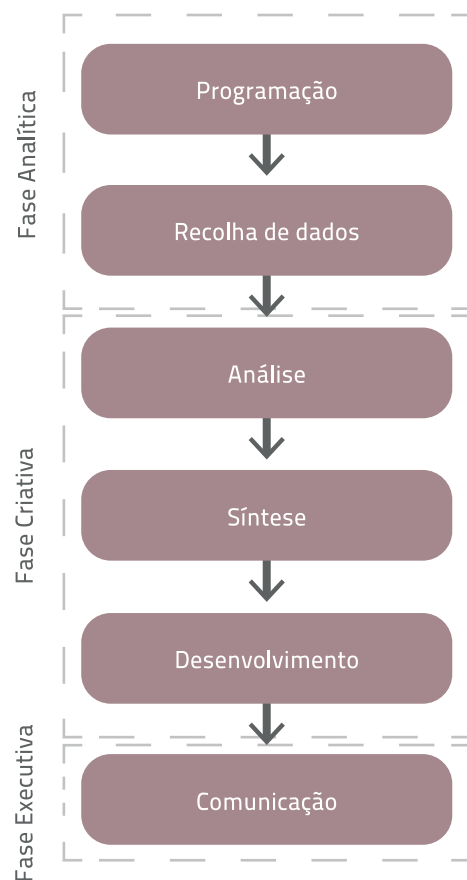 Fase Analítica
Programação
Recolha de dados
Fase Criativa
Análise
Síntese
Desenvolvimento
Fase Executiva
Comunicação